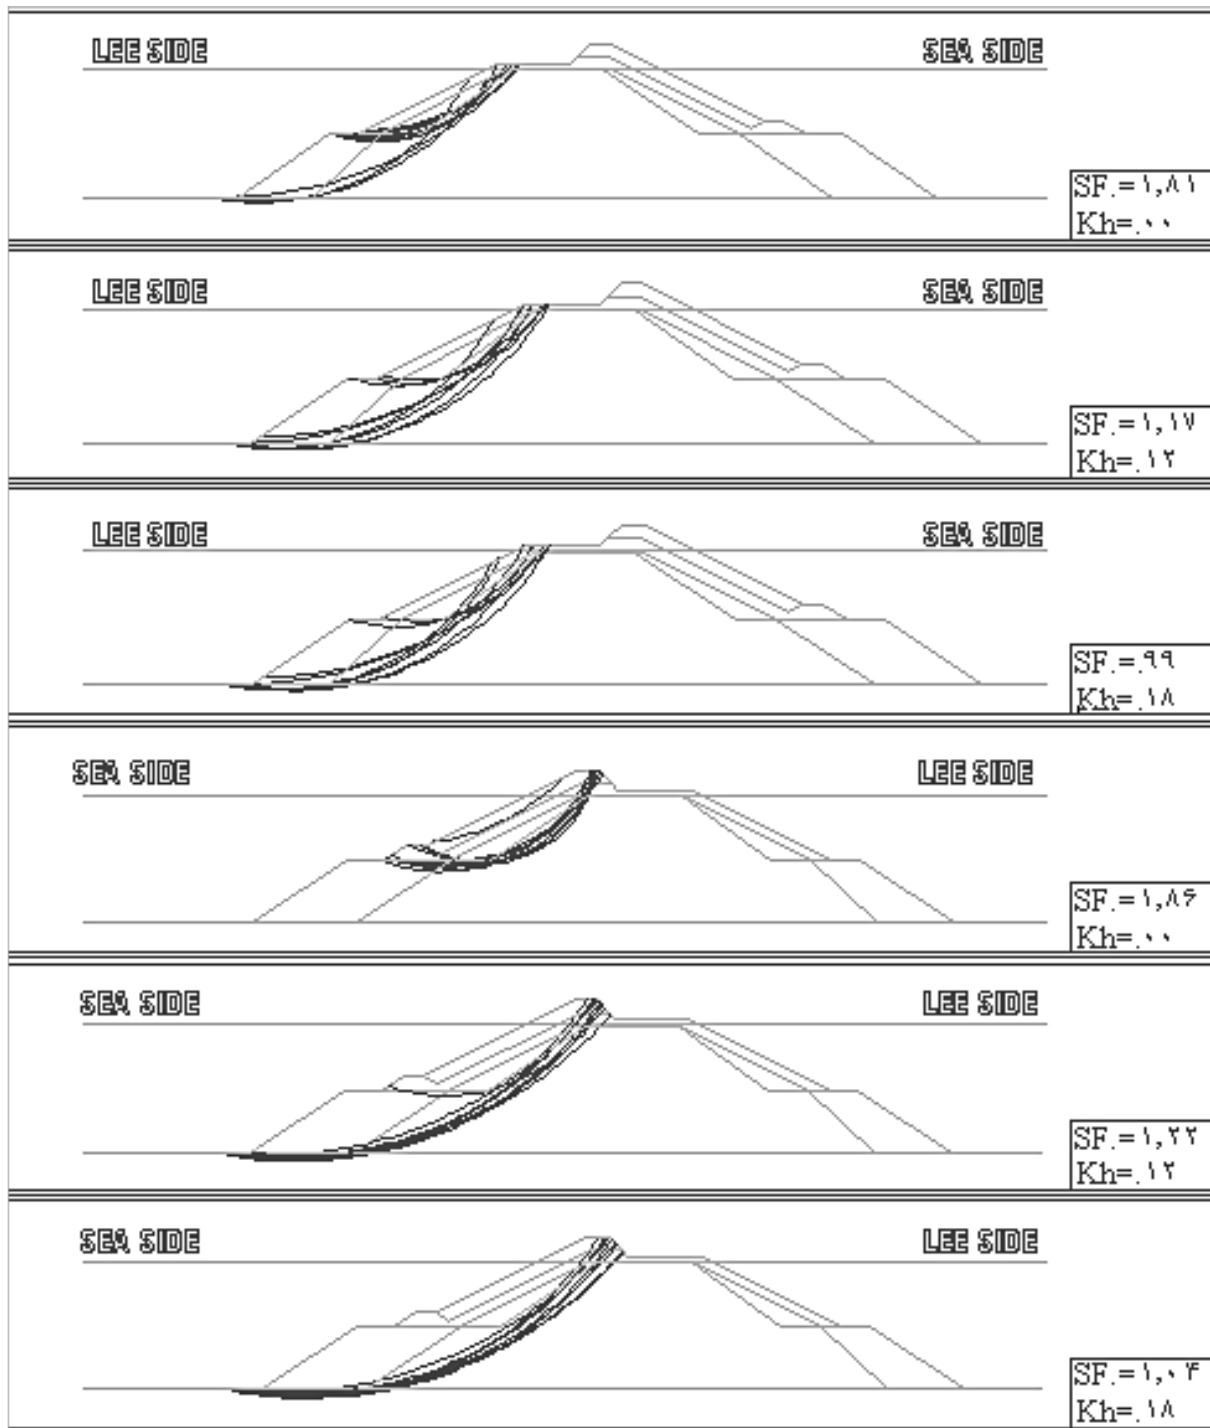 LEE SIDE SEA SIDE
SF.=۱,۸۱
Kh=.۰۰
LEE SIDE SEA SIDE
SF.=۱,۱۷
Kh=.۱۲
LEE SIDE SEA SIDE
SF.=.۹۹
Kh=.۱۸
SEA SIDE LEE SIDE
SF.=۱,۸۶
Kh=.۰۰
SEA SIDE LEE SIDE
SF.=۱,۲۲
Kh=.۱۲
SEA SIDE LEE SIDE
SF.=۱,۰۴
Kh=.۱۸